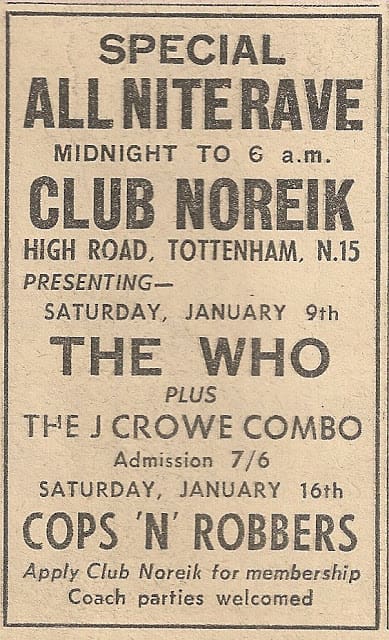 SPECIAL
ALL NITE RAVE
MIDNIGHT TO 6 a.m.
CLUB NOREIK
HIGH ROAD, TOTTENHAM, N.15
PRESENTING—
SATURDAY, JANUARY 9th
THE WHO
PLUS
THE J CROWE COMBO
Admission 7/6
SATURDAY, JANUARY 16th
COPS 'N' ROBBERS
Apply Club Noreik for membership
Coach parties welcomed